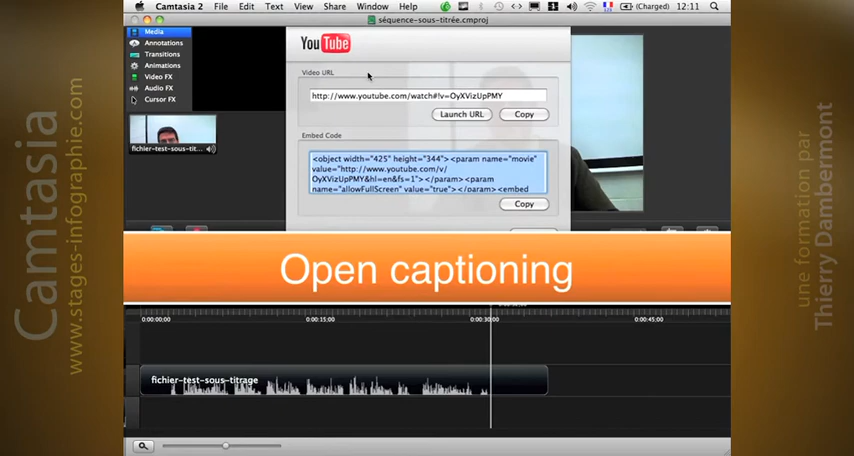 Camtasia 2 File Edit Text View Share Window Help (Charged) 12:11
séquence-sous-titrée.cmproj
Media
Annotations
Transitions
Animations
Video FX
Audio FX
Cursor FX
fichier-test-sous-tit...
YouTube
Video URL
http://www.youtube.com/watch#!v=OyXVizUpPMY
Launch URL Copy
Embed Code
<object width="425" height="344"><param name="movie"
value="http://www.youtube.com/v/
OyXVizUpPMY&hl=en&fs=1"></param><param
name="allowFullScreen" value="true"></param><embed
Copy
Open captioning
0:00:00;00 0:00:15;00 0:00:30;00 0:00:45;00
fichier-test-sous-titrage
Camtasia
www.stages-infographie.com
une formation par
Thierry Dambermont